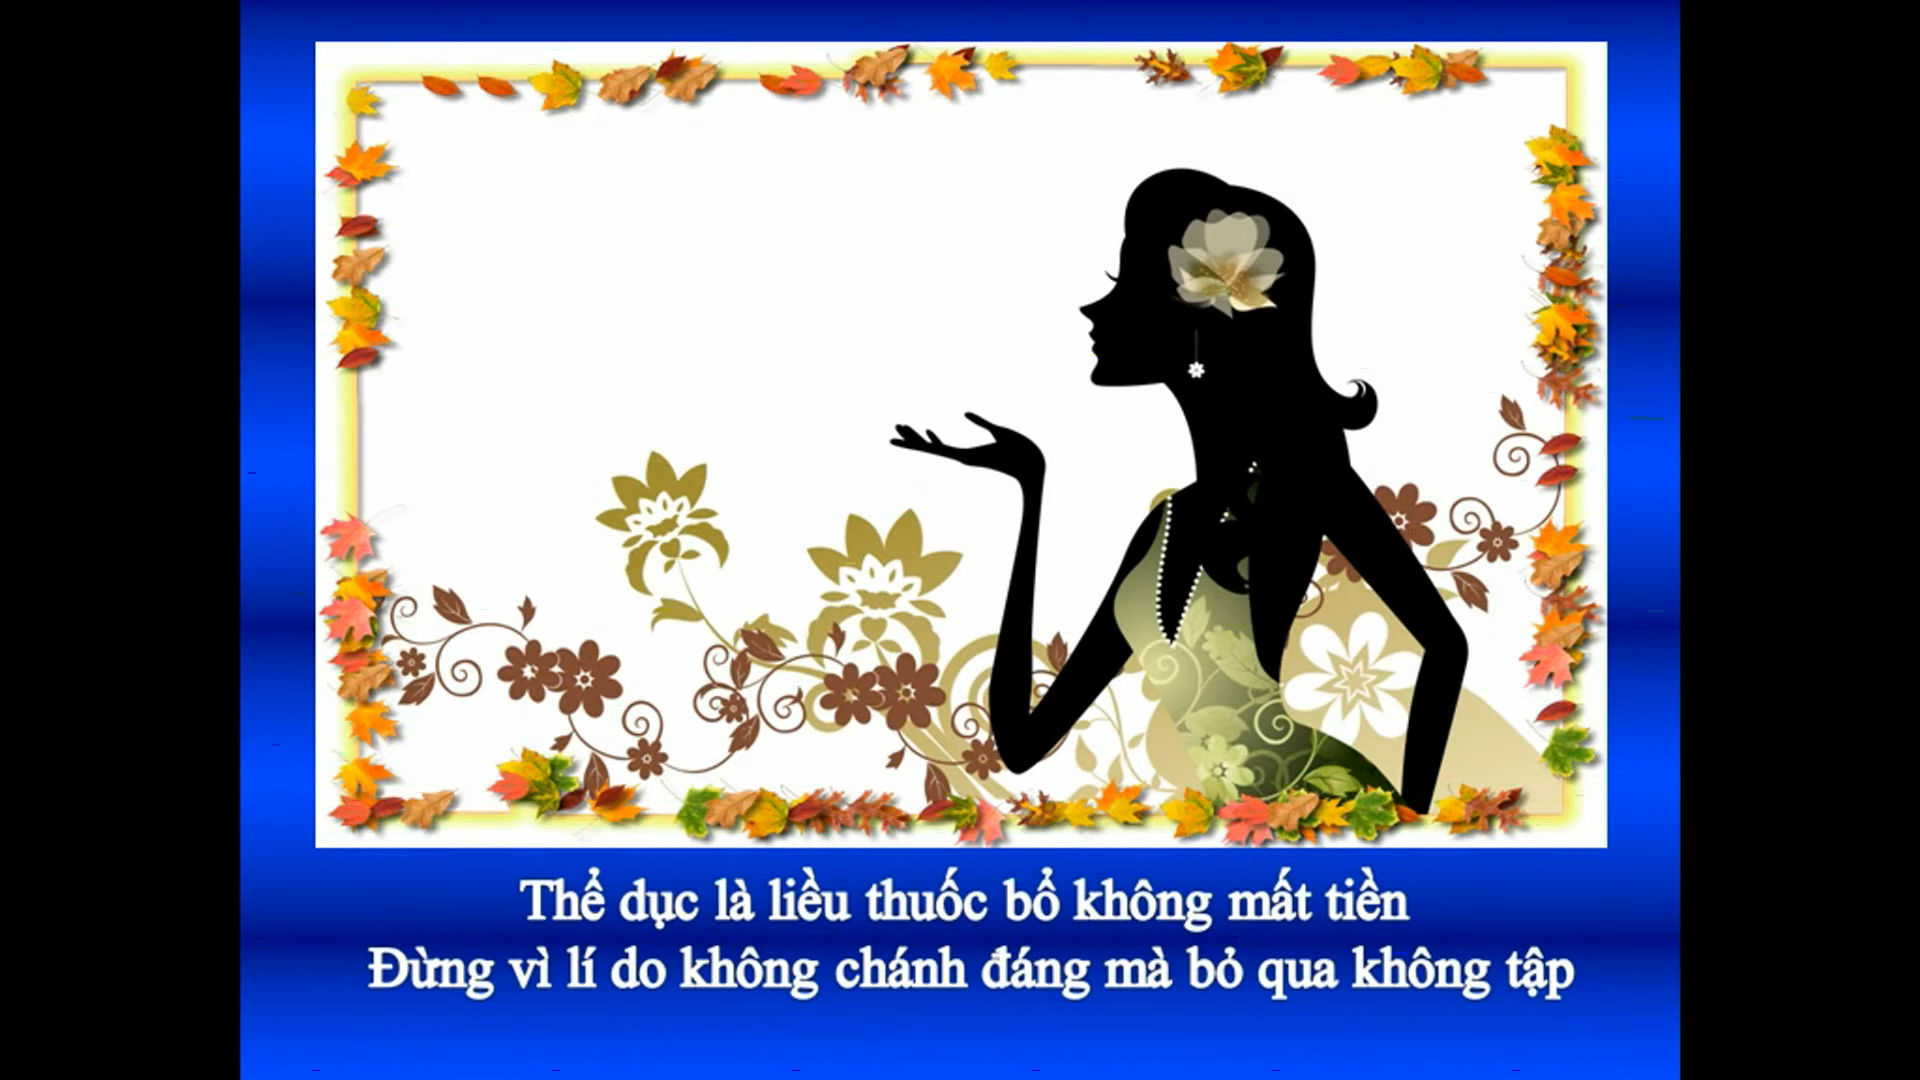 Thể dục là liều thuốc bổ không mất tiền
Đừng vì lí do không chánh đáng mà bỏ qua không tập